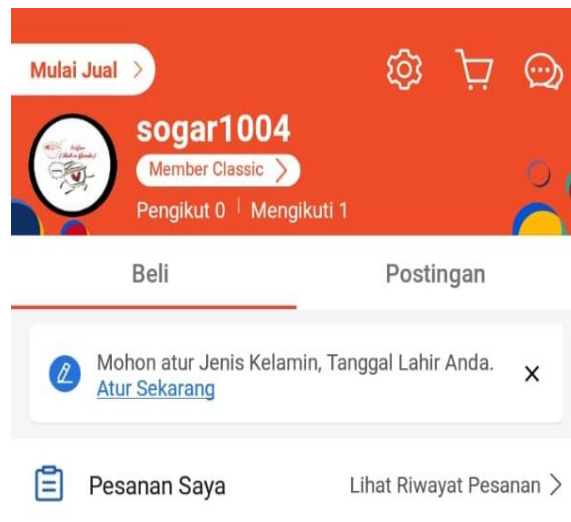 Mulai Jual
sogar1004
Member Classic
Pengikut 0 Mengikuti 1
Beli Postingan
Mohon atur Jenis Kelamin, Tanggal Lahir Anda.
Atur Sekarang
Pesanan Saya Lihat Riwayat Pesanan